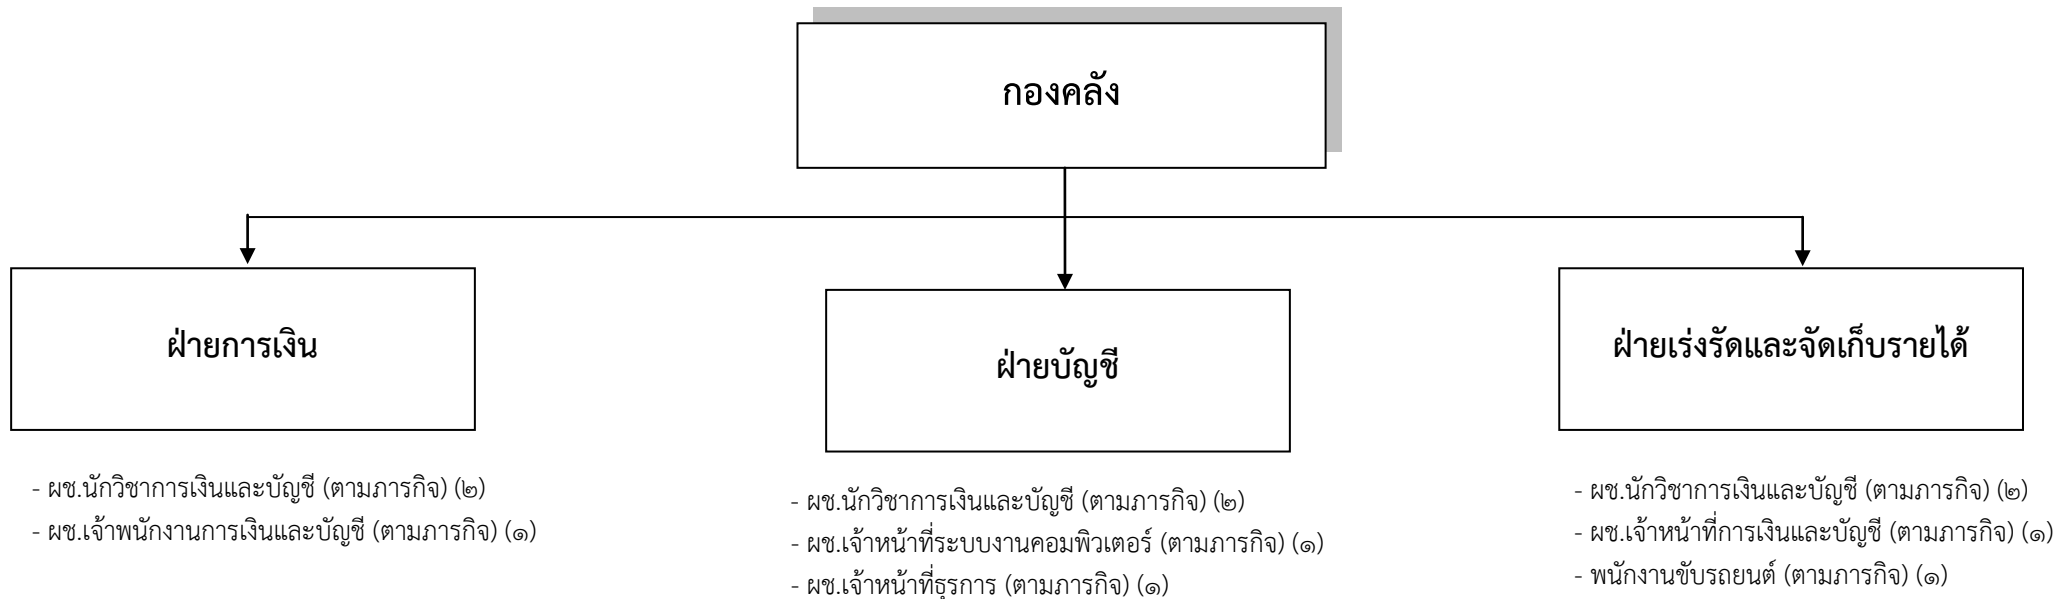 กองคลัง
ฝ่ายการเงิน
- ผช.นักวิชาการเงินและบัญชี (ตามภารกิจ) (๒)
- ผช.เจ้าพนักงานการเงินและบัญชี (ตามภารกิจ) (๑)
ฝ่ายบัญชี
- ผช.นักวิชาการเงินและบัญชี (ตามภารกิจ) (๒)
- ผช.เจ้าหน้าที่ระบบงานคอมพิวเตอร์ (ตามภารกิจ) (๑)
- ผช.เจ้าหน้าที่ธุรการ (ตามภารกิจ) (๑)
ฝ่ายเร่งรัดและจัดเก็บรายได้
- ผช.นักวิชาการเงินและบัญชี (ตามภารกิจ) (๒)
- ผช.เจ้าหน้าที่การเงินและบัญชี (ตามภารกิจ) (๑)
- พนักงานขับรถยนต์ (ตามภารกิจ) (๑)